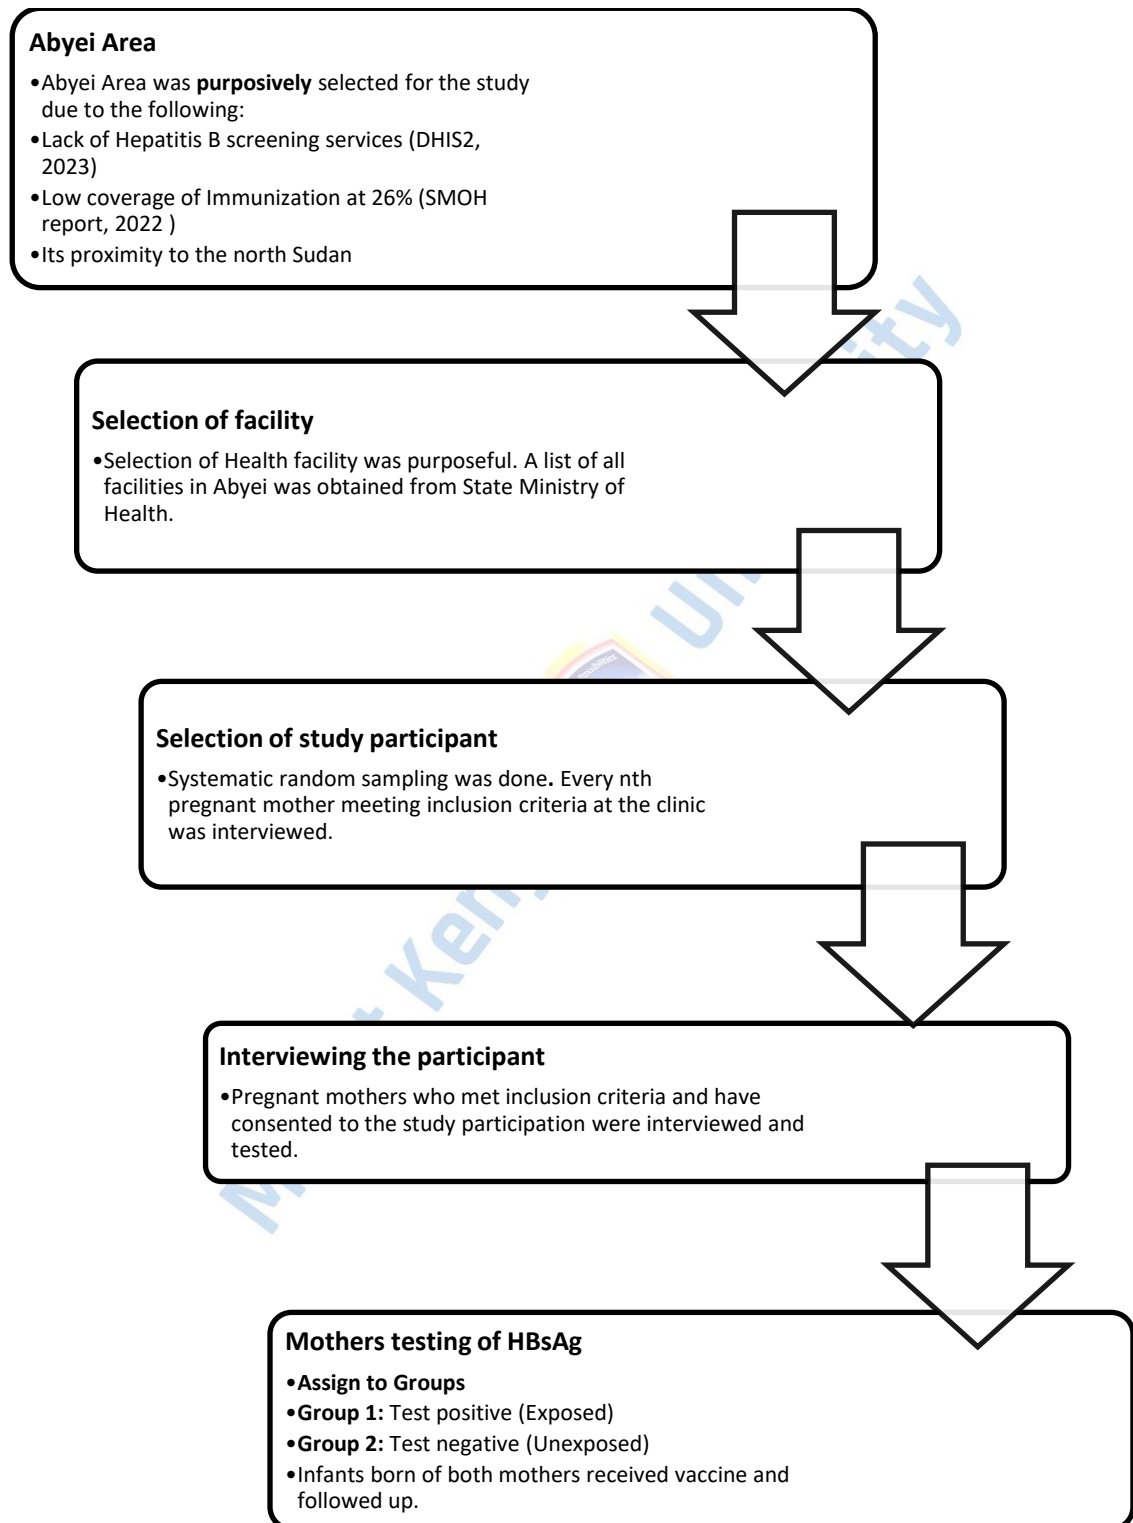 Abyei Area
•Abyei Area was purposively selected for the study
due to the following:
•Lack of Hepatitis B screening services (DHIS2,
2023)
•Low coverage of Immunization at 26% (SMOH
report, 2022 )
•Its proximity to the north Sudan
Selection of facility
•Selection of Health facility was purposeful. A list of all
facilities in Abyei was obtained from State Ministry of
Health.
Selection of study participant
•Systematic random sampling was done. Every nth
pregnant mother meeting inclusion criteria at the clinic
was interviewed.
Interviewing the participant
•Pregnant mothers who met inclusion criteria and have
consented to the study participation were interviewed and
tested.
Mothers testing of HBsAg
•Assign to Groups
•Group 1: Test positive (Exposed)
•Group 2: Test negative (Unexposed)
•Infants born of both mothers received vaccine and
followed up.